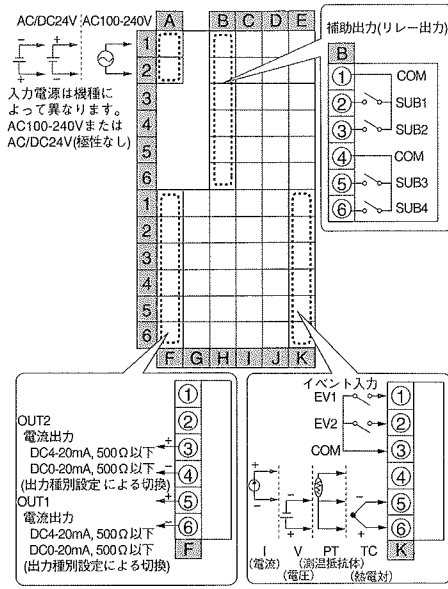 AC/DC24V AC100-240V
入力電源は機種に
よって異なります。
AC100-240Vまたは
AC/DC24V(極性なし)
A B C D E
1
2
3
4
5
6
1
2
3
4
5
6
F G H I J K
補助出力(リレー出力)
B
① COM
② SUB1
③ SUB2
④ COM
⑤ SUB3
⑥ SUB4
OUT2
電流出力
DC4-20mA, 500Ω以下
DC0-20mA, 500Ω以下
(出力種別設定による切換)
OUT1
電流出力
DC4-20mA, 500Ω以下
DC0-20mA, 500Ω以下
(出力種別設定による切換)
①
②
+ ③
- ④
+ ⑤
- ⑥
F
イベント入力
EV1 ①
EV2 ②
COM ③
④
⑤
⑥
K
+ - - +
I V PT TC
(電流) (電圧) (測温抵抗体) (熱電対)